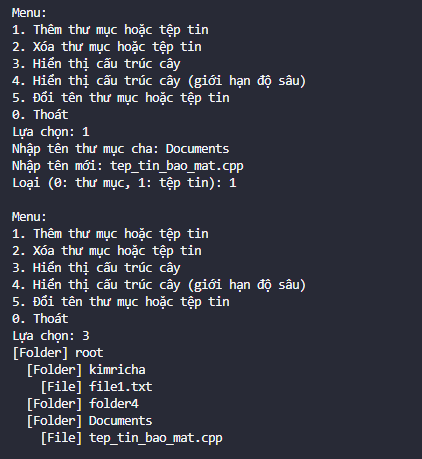 Menu:
1. Thêm thư mục hoặc tệp tin
2. Xóa thư mục hoặc tệp tin
3. Hiển thị cấu trúc cây
4. Hiển thị cấu trúc cây (giới hạn độ sâu)
5. Đổi tên thư mục hoặc tệp tin
0. Thoát
Lựa chọn: 1
Nhập tên thư mục cha: Documents
Nhập tên mới: tep_tin_bao_mat.cpp
Loại (0: thư mục, 1: tệp tin): 1

Menu:
1. Thêm thư mục hoặc tệp tin
2. Xóa thư mục hoặc tệp tin
3. Hiển thị cấu trúc cây
4. Hiển thị cấu trúc cây (giới hạn độ sâu)
5. Đổi tên thư mục hoặc tệp tin
0. Thoát
Lựa chọn: 3
[Folder] root
  [Folder] kimricha
    [File] file1.txt
  [Folder] folder4
  [Folder] Documents
    [File] tep_tin_bao_mat.cpp